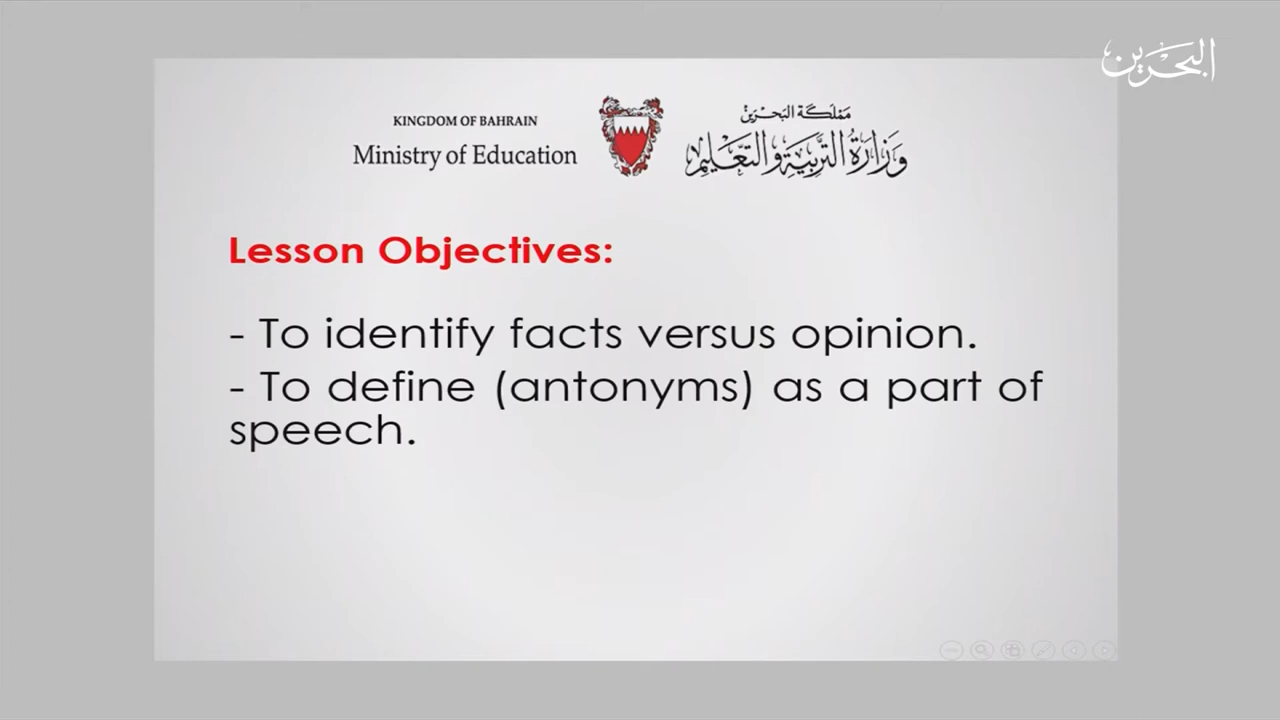 البحرين
KINGDOM OF BAHRAIN
مملكة البحرين
Ministry of Education
وزارة التربية والتعليم
Lesson Objectives:
- To identify facts versus opinion.
- To define (antonyms) as a part of
speech.